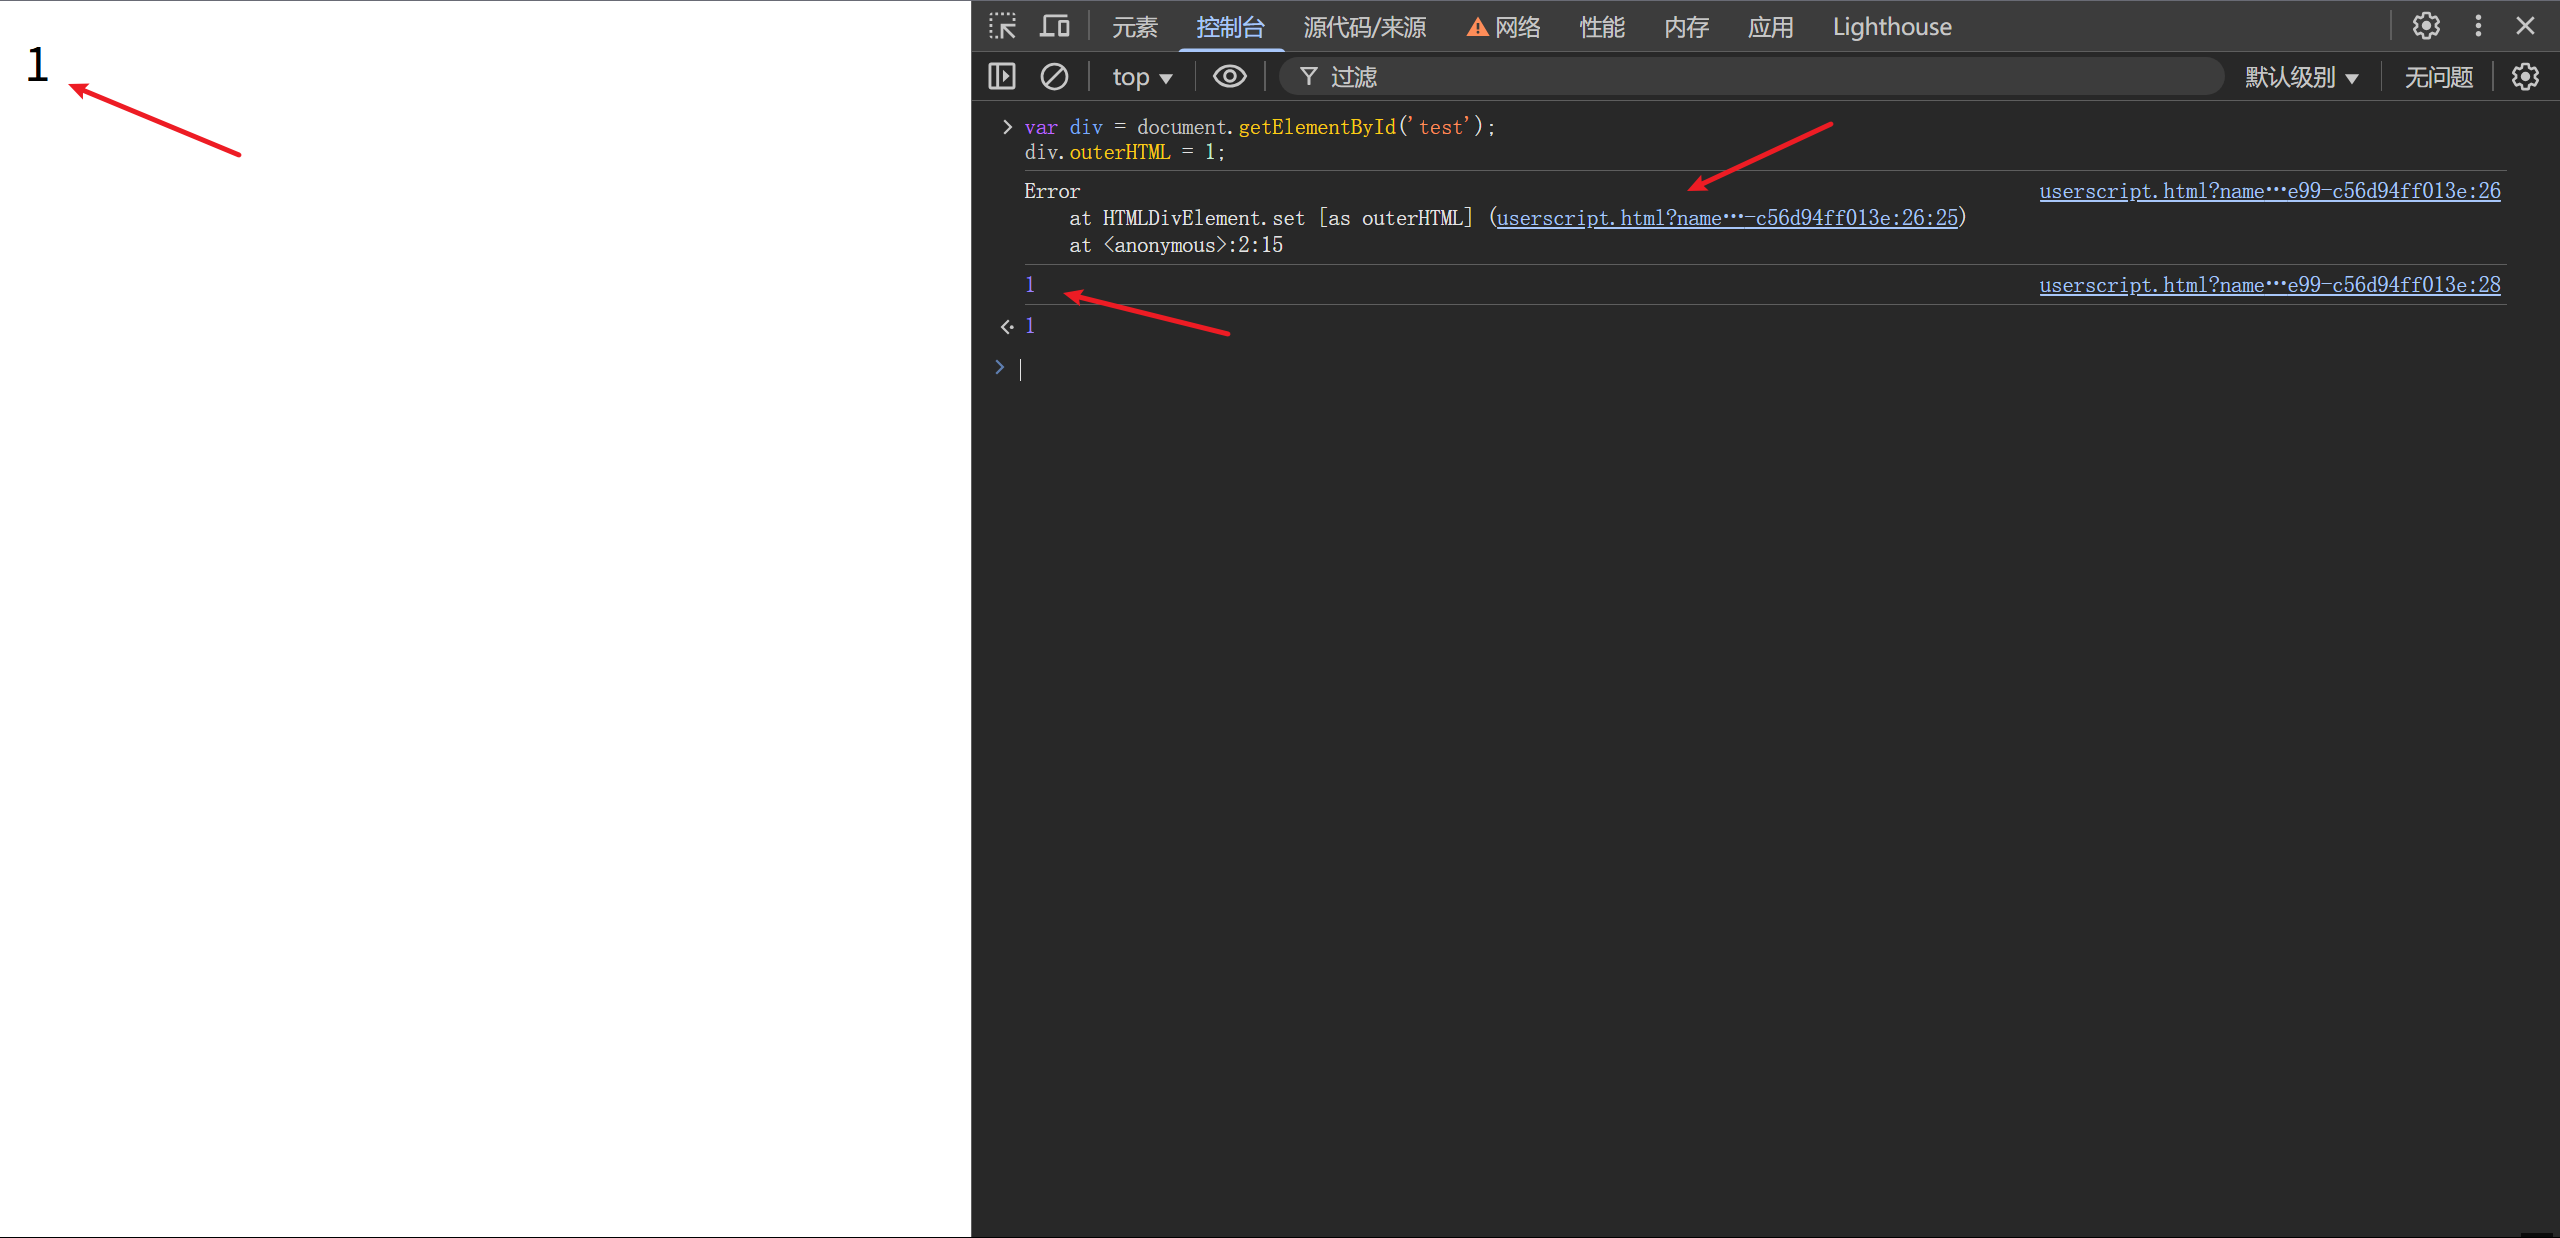 1
元素 控制台 源代码/来源 网络 性能 内存 应用 Lighthouse
top 过滤 默认级别 无问题
var div = document.getElementById('test');
div.outerHTML = 1;
Error userscript.html?name…e99-c56d94ff013e:26
at HTMLDivElement.set [as outerHTML] (userscript.html?name…-c56d94ff013e:26:25)
at <anonymous>:2:15
1 userscript.html?name…e99-c56d94ff013e:28
1